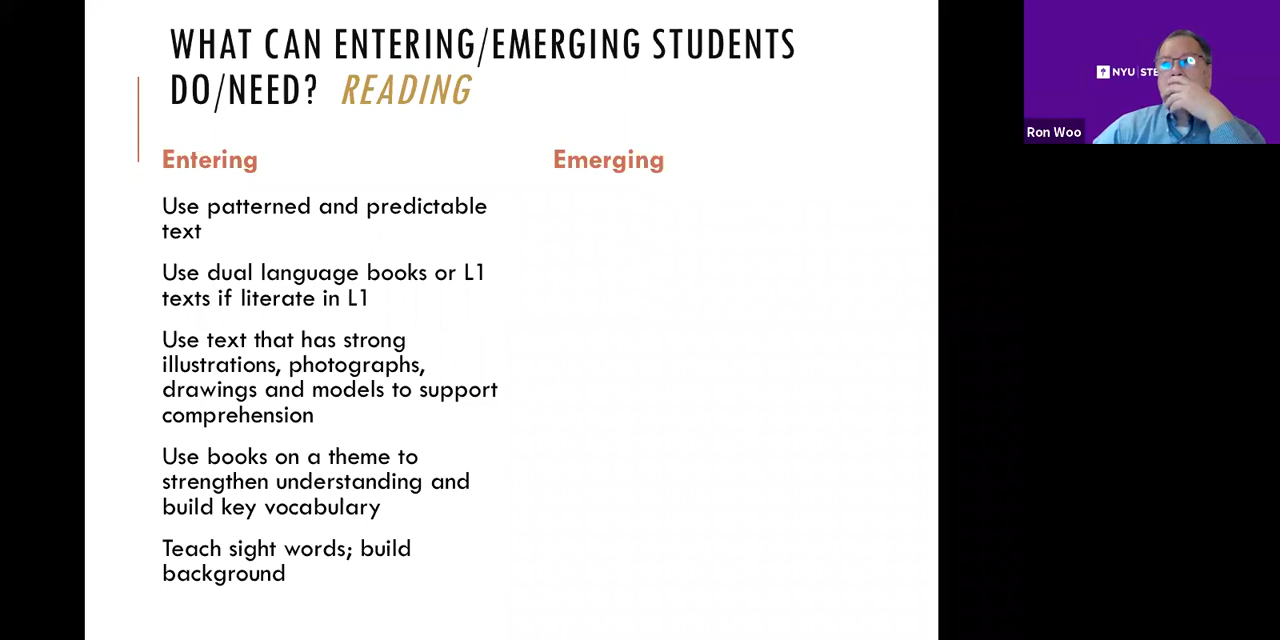 WHAT CAN ENTERING/EMERGING STUDENTS
DO/NEED? READING
Entering
Use patterned and predictable
text
Use dual language books or L1
texts if literate in L1
Use text that has strong
illustrations, photographs,
drawings and models to support
comprehension
Use books on a theme to
strengthen understanding and
build key vocabulary
Teach sight words; build
background
Emerging
NYU STE
Ron Woo